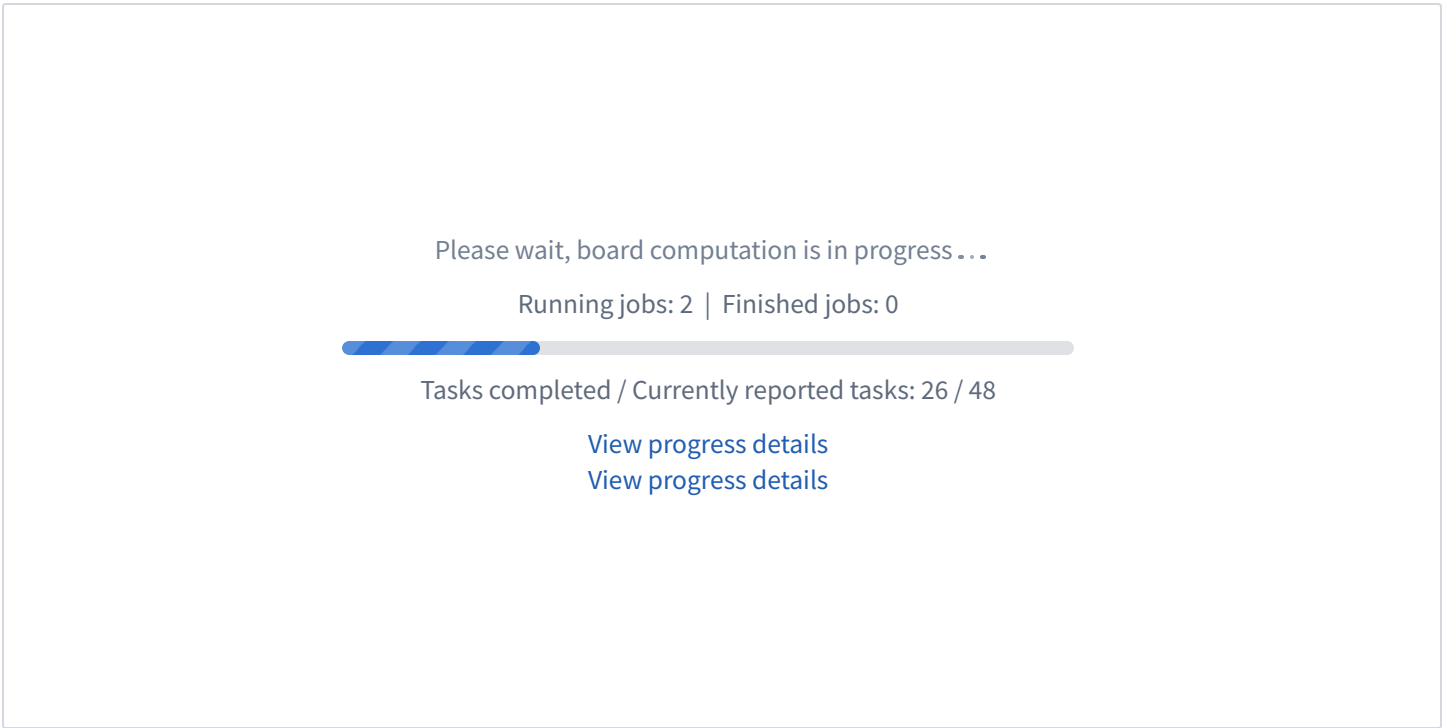 Please wait, board computation is in progress ...
Running jobs: 2 | Finished jobs: 0
Tasks completed / Currently reported tasks: 26 / 48
View progress details
View progress details